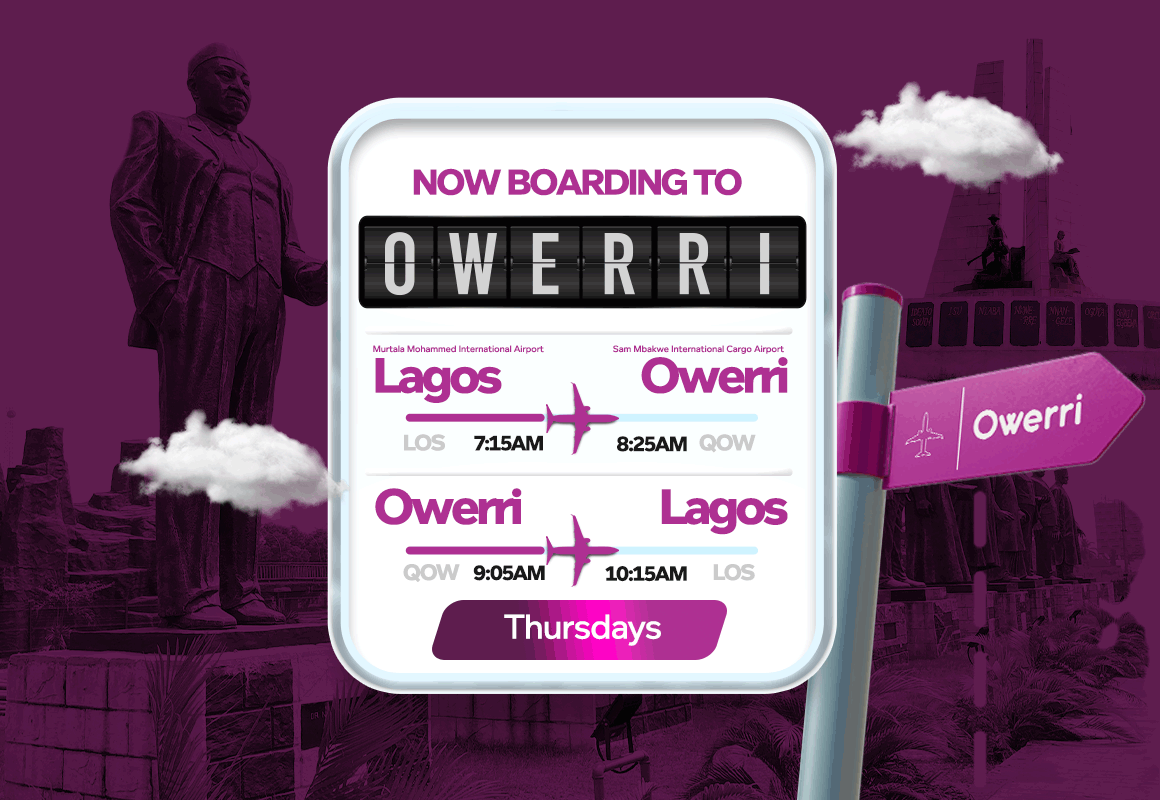 NOW BOARDING TO
OWERRI
Murtala Mohammed International Airport Sam Mbakwe International Cargo Airport
Lagos Owerri
LOS 7:15AM 8:25AM QOW
Owerri
Owerri Lagos
QOW 9:05AM 10:15AM LOS
Thursdays